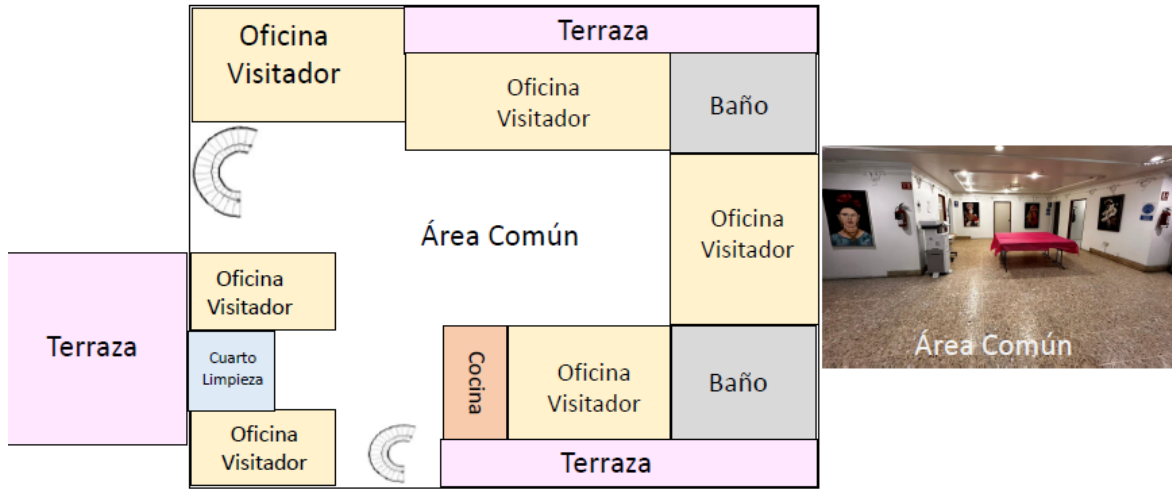 Oficina
Visitador
Terraza
Oficina
Visitador
Baño
Área Común
Oficina
Visitador
Oficina
Visitador
Terraza
Cuarto
Limpieza
Cocina
Oficina
Visitador
Baño
Oficina
Visitador
Terraza
Área Común